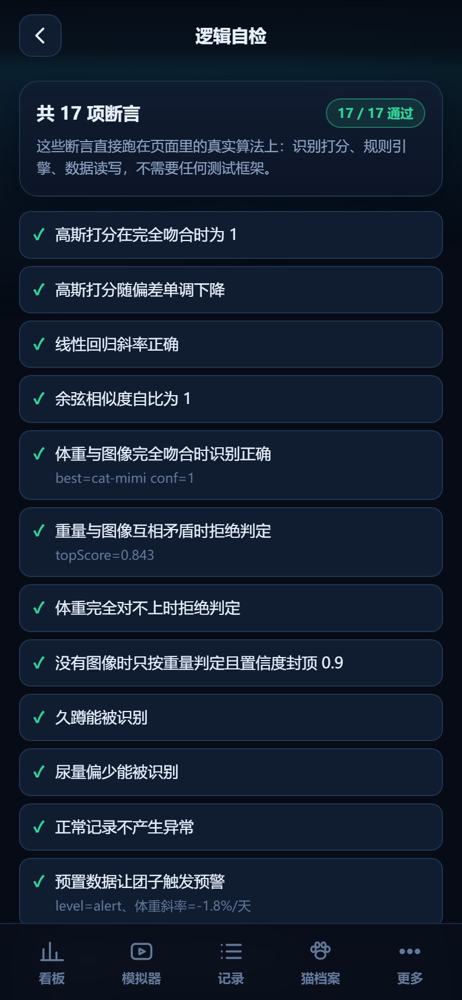 逻辑自检
共 17 项断言
17 / 17 通过
这些断言直接跑在页面里的真实算法上：识别打分、规则引
擎、数据读写，不需要任何测试框架。
✓ 高斯打分在完全吻合时为 1
✓ 高斯打分随偏差单调下降
✓ 线性回归斜率正确
✓ 余弦相似度自比为 1
✓ 体重与图像完全吻合时识别正确
best=cat-mimi conf=1
✓ 重量与图像互相矛盾时拒绝判定
topScore=0.843
✓ 体重完全对不上时拒绝判定
✓ 没有图像时只按重量判定且置信度封顶 0.9
✓ 久蹲能被识别
✓ 尿量偏少能被识别
✓ 正常记录不产生异常
✓ 预置数据让团子触发预警
level=alert、体重斜率=-1.8%/天
看板
模拟器
记录
猫档案
更多